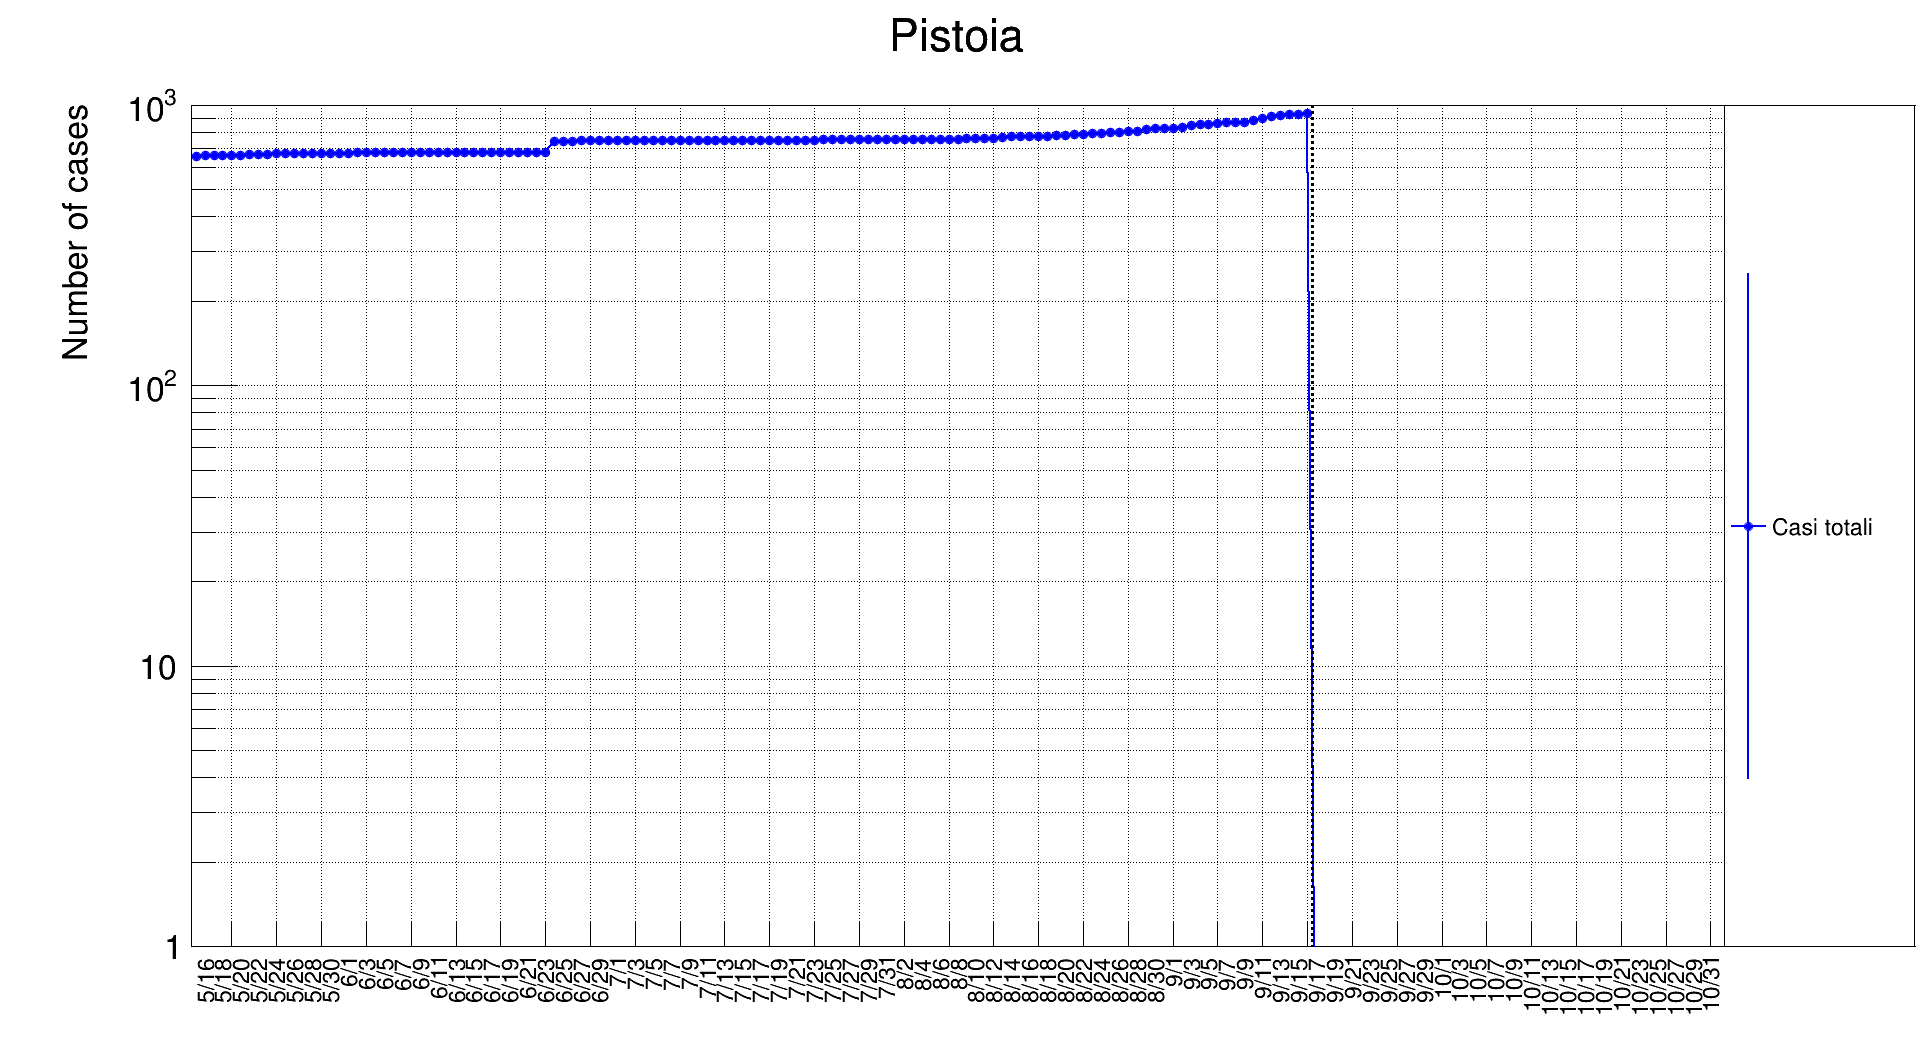 Pistoia
Number of cases
10³
10²
10
1
5/16 5/18 5/20 5/22 5/24 5/26 5/28 5/30 6/1 6/3 6/5 6/7 6/9 6/11 6/13 6/15 6/17 6/19 6/21 6/23 6/25 6/27 6/29 7/1 7/3 7/5 7/7 7/9 7/11 7/13 7/15 7/17 7/19 7/21 7/23 7/25 7/27 7/29 7/31 8/2 8/4 8/6 8/8 8/10 8/12 8/14 8/16 8/18 8/20 8/22 8/24 8/26 8/28 8/30 9/1 9/3 9/5 9/7 9/9 9/11 9/13 9/15 9/17 9/19 9/21 9/23 9/25 9/27 9/29 10/1 10/3 10/5 10/7 10/9 10/11 10/13 10/15 10/17 10/19 10/21 10/23 10/25 10/27 10/29 10/31
Casi totali